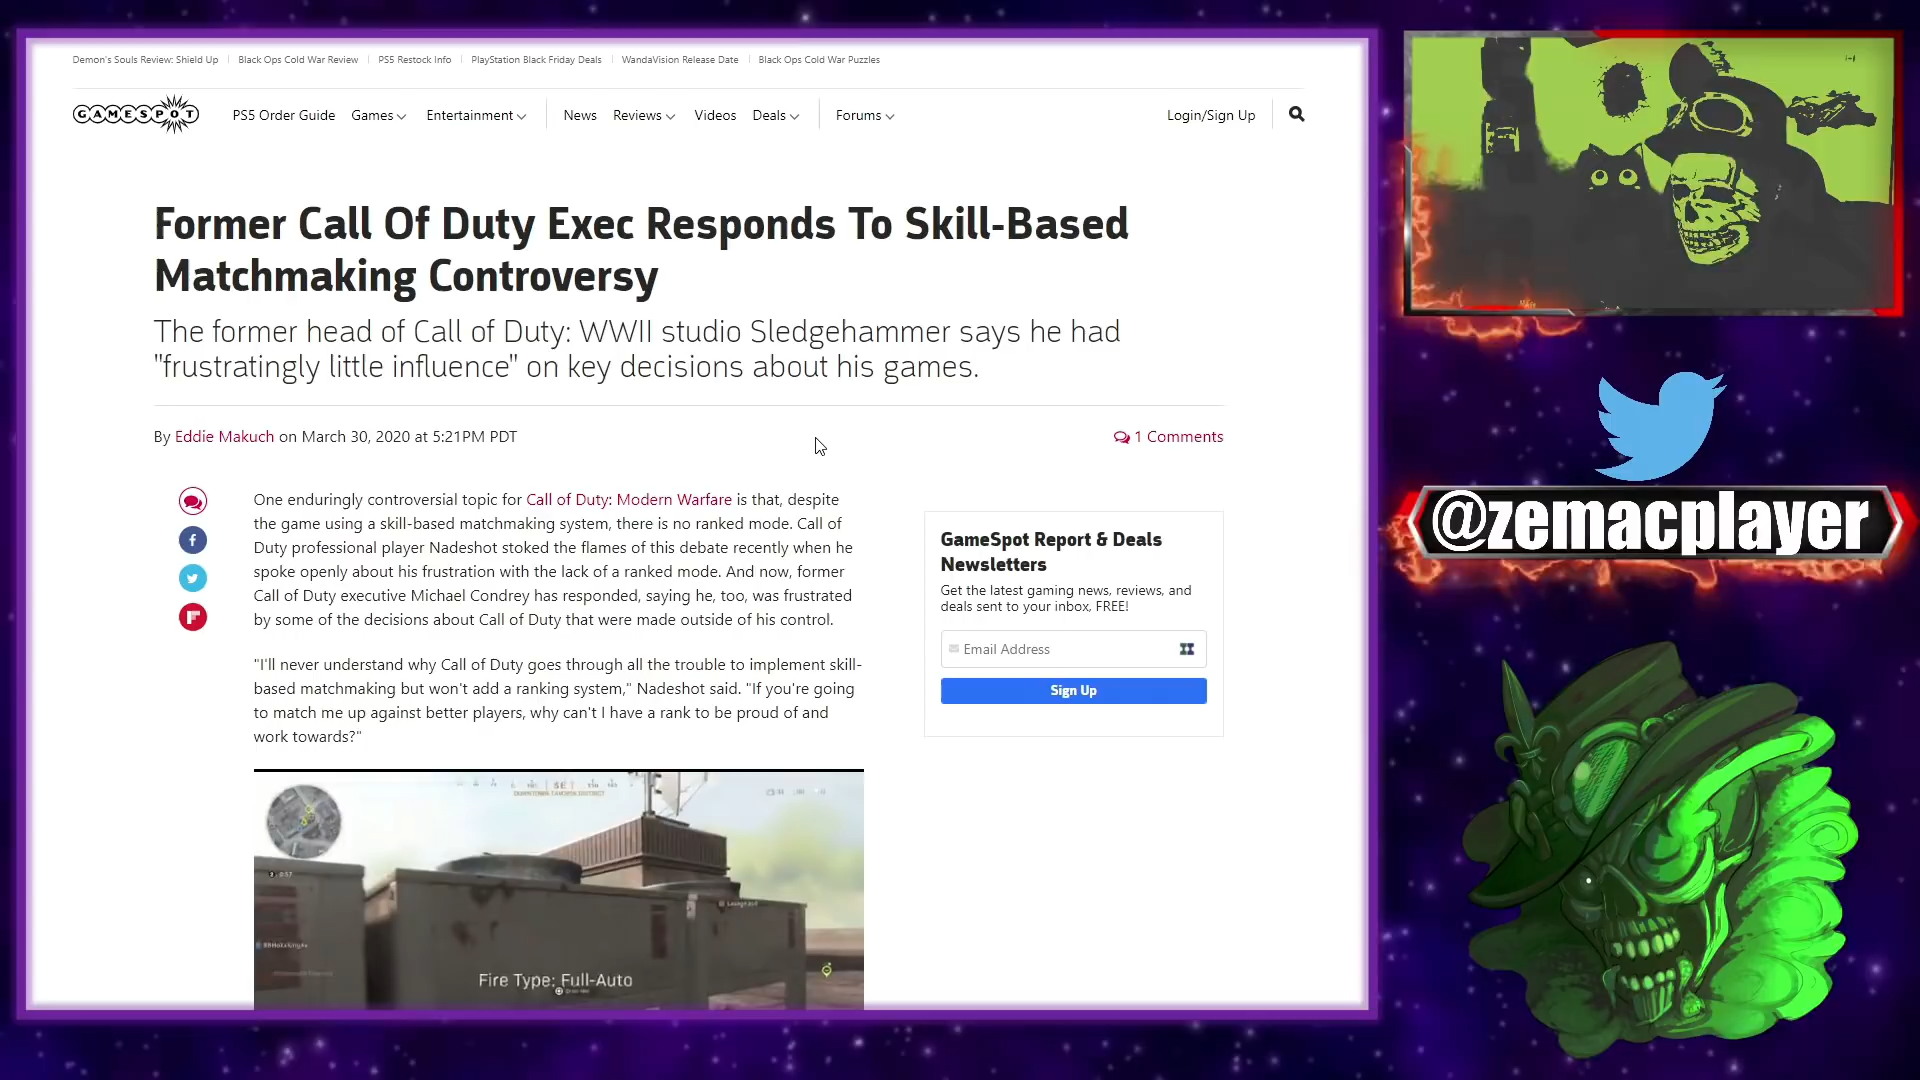 Demon's Souls Review: Shield Up
Black Ops Cold War Review
PS5 Restock Info
PlayStation Black Friday Deals
WandaVision Release Date
Black Ops Cold War Puzzles
GAMESPOT
PS5 Order Guide
Games
Entertainment
News
Reviews
Videos
Deals
Forums
Login/Sign Up
Former Call Of Duty Exec Responds To Skill-Based
Matchmaking Controversy
The former head of Call of Duty: WWII studio Sledgehammer says he had
"frustratingly little influence" on key decisions about his games.
By Eddie Makuch on March 30, 2020 at 5:21PM PDT
1 Comments
One enduringly controversial topic for Call of Duty: Modern Warfare is that, despite
the game using a skill-based matchmaking system, there is no ranked mode. Call of
Duty professional player Nadeshot stoked the flames of this debate recently when he
spoke openly about his frustration with the lack of a ranked mode. And now, former
Call of Duty executive Michael Condrey has responded, saying he, too, was frustrated
by some of the decisions about Call of Duty that were made outside of his control.
"I'll never understand why Call of Duty goes through all the trouble to implement skill-
based matchmaking but won't add a ranking system," Nadeshot said. "If you're going
to match me up against better players, why can't I have a rank to be proud of and
work towards?"
GameSpot Report & Deals
Newsletters
Get the latest gaming news, reviews, and
deals sent to your inbox, FREE!
Email Address
Sign Up
0:57
Fire Type: Full-Auto
@zemacplayer